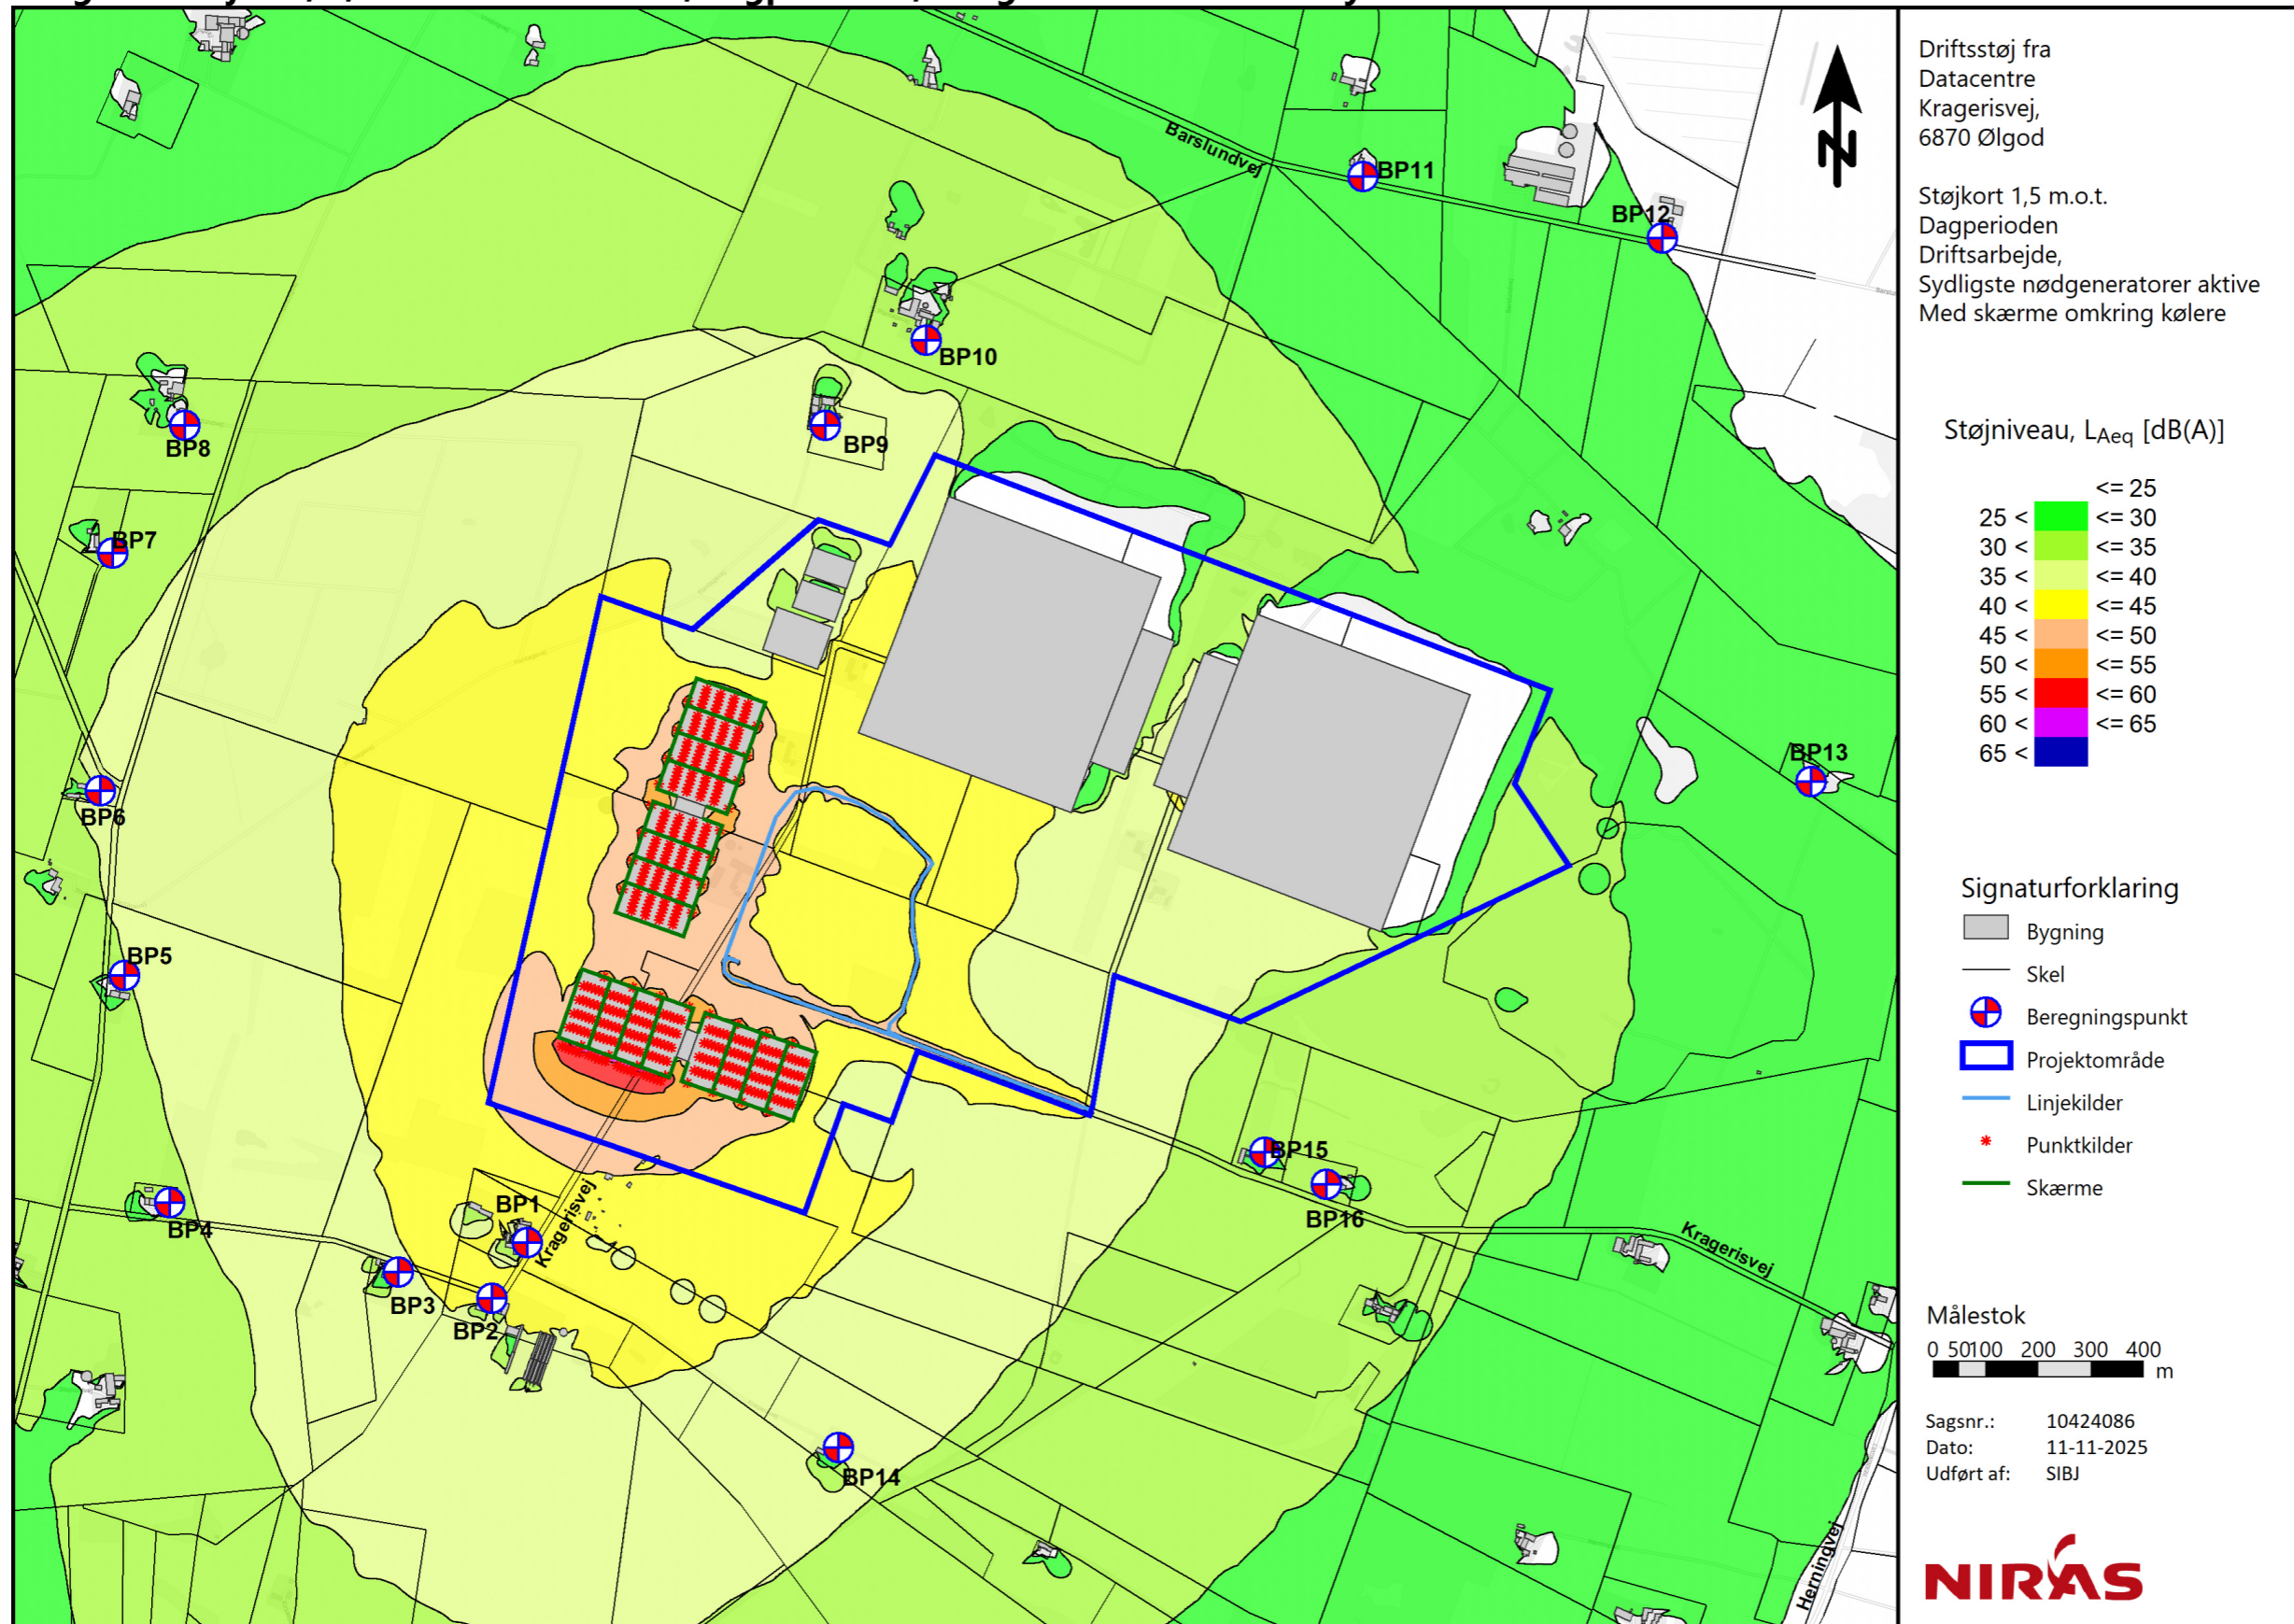 Driftsstøj fra
Datacentre
Kragerisvej,
6870 Ølgod
Støjkort 1,5 m.o.t.
Dagperioden
Driftsarbejde,
Sydligste nødgeneratorer aktive
Med skærme omkring kølere
Støjniveau, LAeq [dB(A)]
<= 25
25 < <= 30
30 < <= 35
35 < <= 40
40 < <= 45
45 < <= 50
50 < <= 55
55 < <= 60
60 < <= 65
65 <
Signaturforklaring
Bygning
Skel
Beregningspunkt
Projektområde
Linjekilder
Punktkilder
Skærme
Målestok
0 50 100 200 300 400
m
Sagsnr.: 10424086
Dato: 11-11-2025
Udført af: SIBJ
NIRAS
N
Barslundvej
BP11
BP12
BP10
BP9
BP8
BP7
BP13
BP6
BP5
BP15
BP16
BP1
BP4
Kragerisvej
Kragerisvej
BP3
BP2
BP14
Herningvej